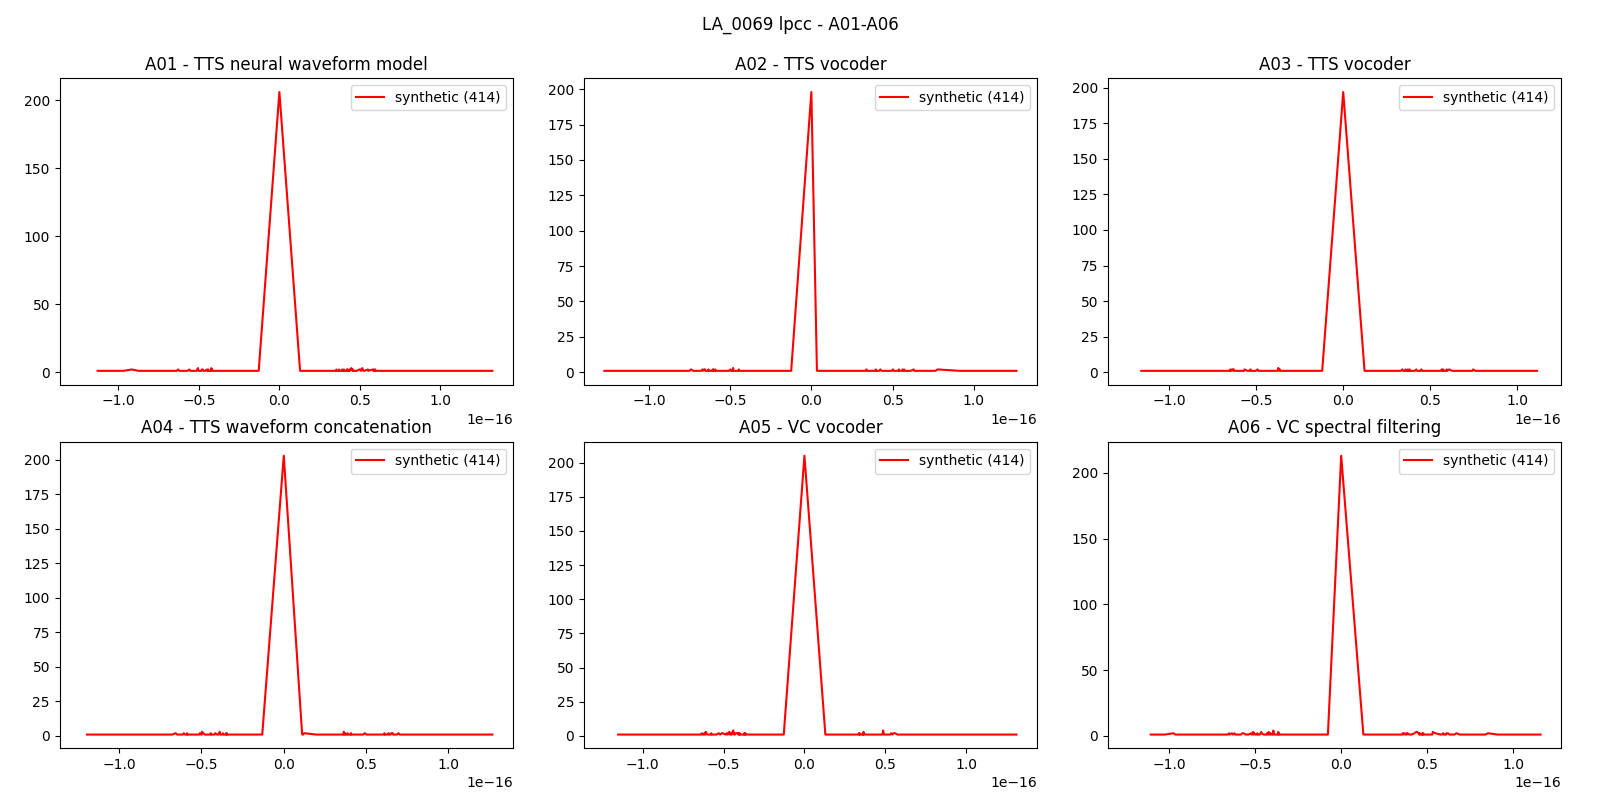 LA_0069 lpcc - A01-A06
A01 - TTS neural waveform model
A02 - TTS vocoder
A03 - TTS vocoder
synthetic (414)
synthetic (414)
synthetic (414)
200
150
100
50
0
200
175
150
125
100
75
50
25
0
200
175
150
125
100
75
50
25
0
−1.0 −0.5 0.0 0.5 1.0
−1.0 −0.5 0.0 0.5 1.0
−1.0 −0.5 0.0 0.5 1.0
1e−16
1e−16
1e−16
A04 - TTS waveform concatenation
A05 - VC vocoder
A06 - VC spectral filtering
synthetic (414)
synthetic (414)
synthetic (414)
200
175
150
125
100
75
50
25
0
200
175
150
125
100
75
50
25
0
200
150
100
50
0
−1.0 −0.5 0.0 0.5 1.0
−1.0 −0.5 0.0 0.5 1.0
−1.0 −0.5 0.0 0.5 1.0
1e−16
1e−16
1e−16